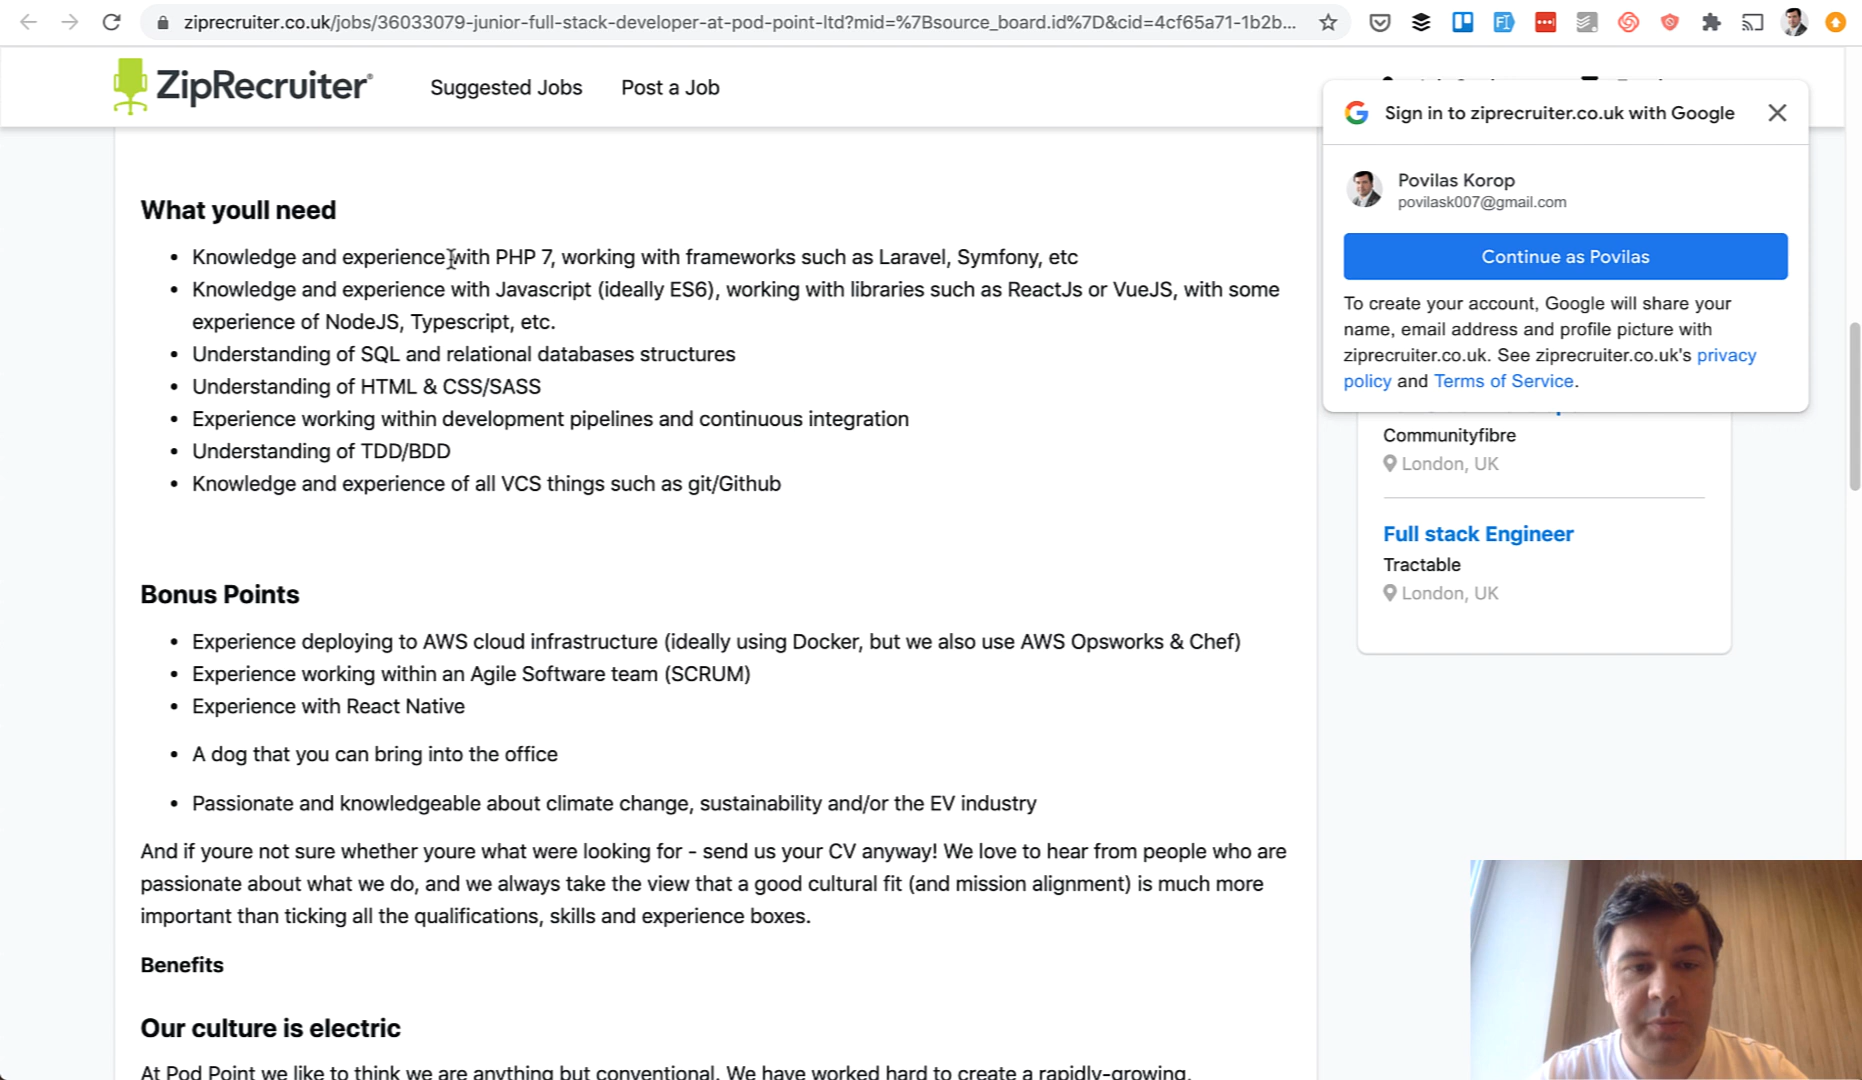 ziprecruiter.co.uk/jobs/36033079-junior-full-stack-developer-at-pod-point-ltd?mid=%7Bsource_board.id%7D&cid=4cf65a71-1b2b...
ZipRecruiter
Suggested Jobs
Post a Job
Sign in to ziprecruiter.co.uk with Google
Povilas Korop
povilask007@gmail.com
Continue as Povilas
To create your account, Google will share your
name, email address and profile picture with
ziprecruiter.co.uk. See ziprecruiter.co.uk's privacy
policy and Terms of Service.
What youll need
• Knowledge and experience with PHP 7, working with frameworks such as Laravel, Symfony, etc
• Knowledge and experience with Javascript (ideally ES6), working with libraries such as ReactJs or VueJS, with some
experience of NodeJS, Typescript, etc.
• Understanding of SQL and relational databases structures
• Understanding of HTML & CSS/SASS
• Experience working within development pipelines and continuous integration
• Understanding of TDD/BDD
• Knowledge and experience of all VCS things such as git/Github
Communityfibre
London, UK
Full stack Engineer
Tractable
London, UK
Bonus Points
• Experience deploying to AWS cloud infrastructure (ideally using Docker, but we also use AWS Opsworks & Chef)
• Experience working within an Agile Software team (SCRUM)
• Experience with React Native
• A dog that you can bring into the office
• Passionate and knowledgeable about climate change, sustainability and/or the EV industry
And if youre not sure whether youre what were looking for - send us your CV anyway! We love to hear from people who are
passionate about what we do, and we always take the view that a good cultural fit (and mission alignment) is much more
important than ticking all the qualifications, skills and experience boxes.
Benefits
Our culture is electric
At Pod Point we like to think we are anything but conventional. We have worked hard to create a rapidly-growing,